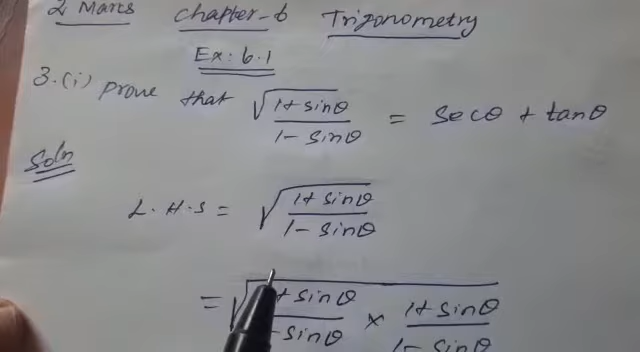 2 Marks Chapter-6 Trigonometry
Ex: 6.1
3.(i) prove that √(1+sinθ / 1-sinθ) = secθ + tanθ
Soln
L.H.S = √(1+sinθ / 1-sinθ)
= √(+sinθ / -sinθ × 1+sinθ / 1-sinθ)